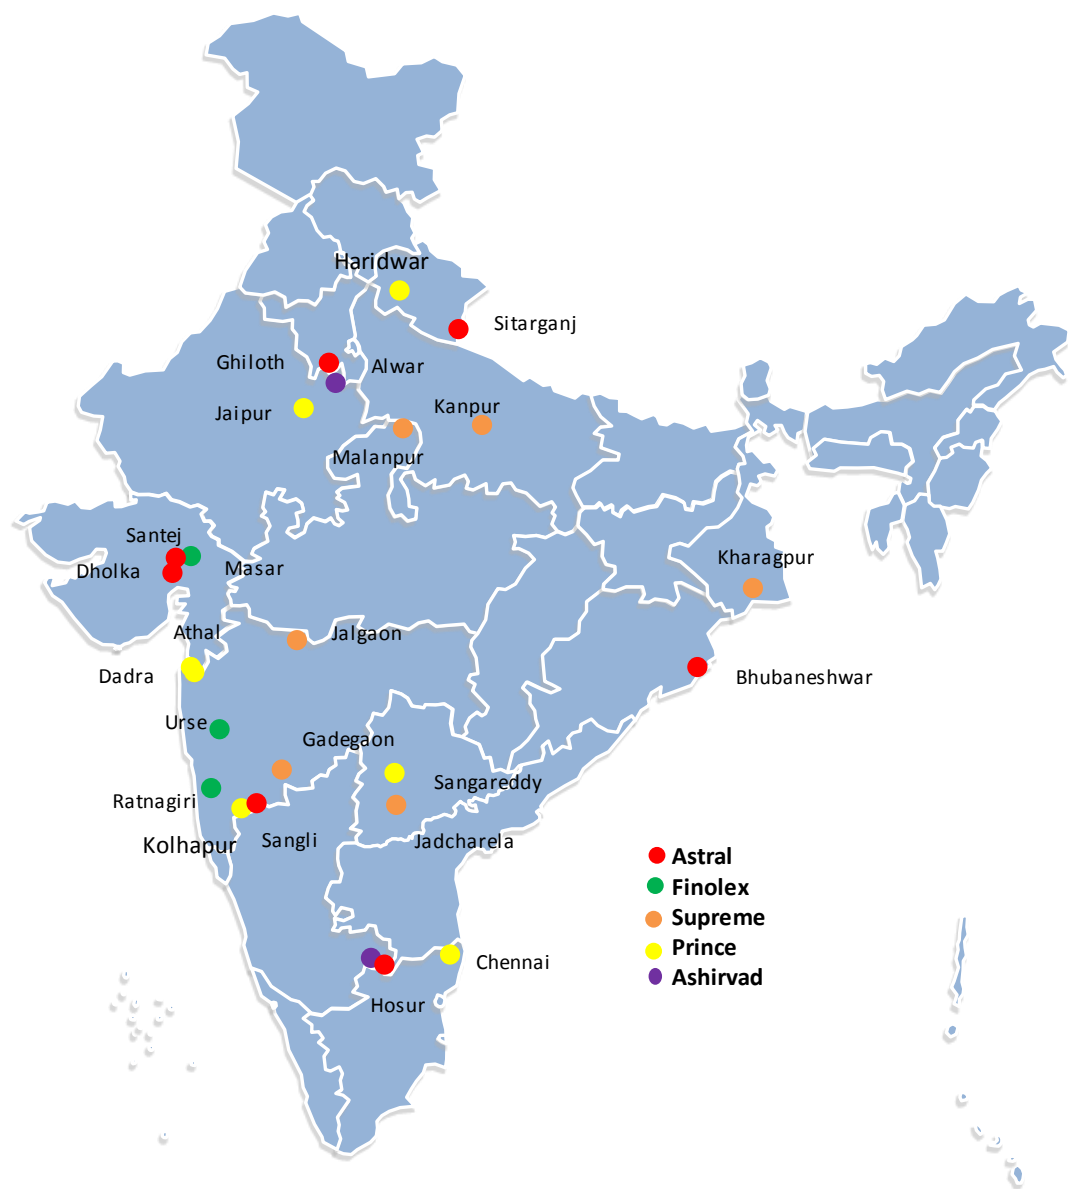 Haridwar
Sitarganj
Ghiloth
Alwar
Jaipur
Kanpur
Malanpur
Santej
Dholka
Masar
Kharagpur
Athal
Jalgaon
Dadra
Bhubaneshwar
Urse
Gadegaon
Sangareddy
Ratnagiri
Kolhapur
Sangli
Jadcharela
Astral
Finolex
Supreme
Prince
Ashirvad
Chennai
Hosur